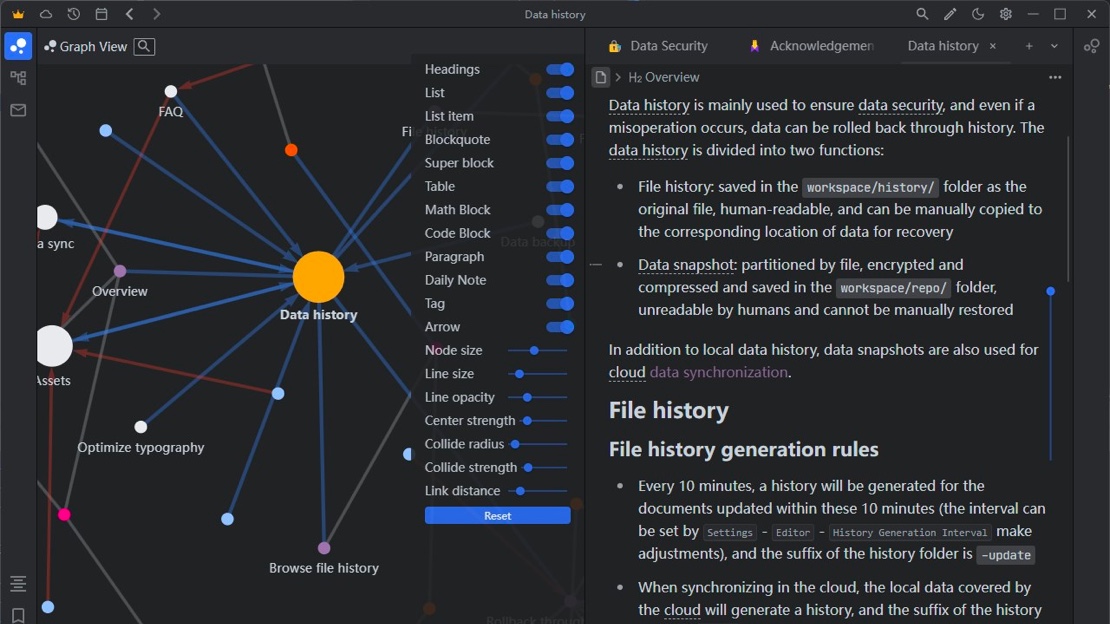 Data history
Graph View
FAQ
a sync
Overview
Data history
Assets
Optimize typography
Browse file history
Data backup
Rollback through
Headings
List
List item
Blockquote
Super block
Table
Math Block
Code Block
Paragraph
Daily Note
Tag
Arrow
Node size
Line size
Line opacity
Center strength
Collide radius
Collide strength
Link distance
Reset
Data Security
Acknowledgemen
Data history ×
H2 Overview
Data history is mainly used to ensure data security, and even if a
misoperation occurs, data can be rolled back through history. The
data history is divided into two functions:
• File history: saved in the workspace/history/ folder as the
original file, human-readable, and can be manually copied to
the corresponding location of data for recovery
• Data snapshot: partitioned by file, encrypted and
compressed and saved in the workspace/repo/ folder,
unreadable by humans and cannot be manually restored
In addition to local data history, data snapshots are also used for
cloud data synchronization.
File history
File history generation rules
• Every 10 minutes, a history will be generated for the
documents updated within these 10 minutes (the interval can
be set by Settings - Editor - History Generation Interval make
adjustments), and the suffix of the history folder is -update
• When synchronizing in the cloud, the local data covered by
the cloud will generate a history, and the suffix of the history